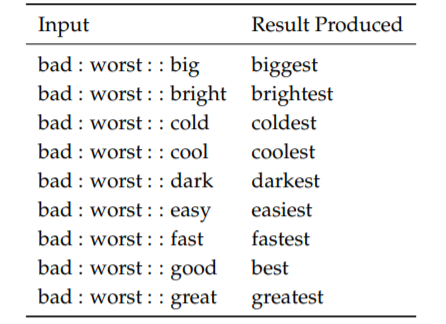 Input Result Produced
bad : worst : : big biggest
bad : worst : : bright brightest
bad : worst : : cold coldest
bad : worst : : cool coolest
bad : worst : : dark darkest
bad : worst : : easy easiest
bad : worst : : fast fastest
bad : worst : : good best
bad : worst : : great greatest